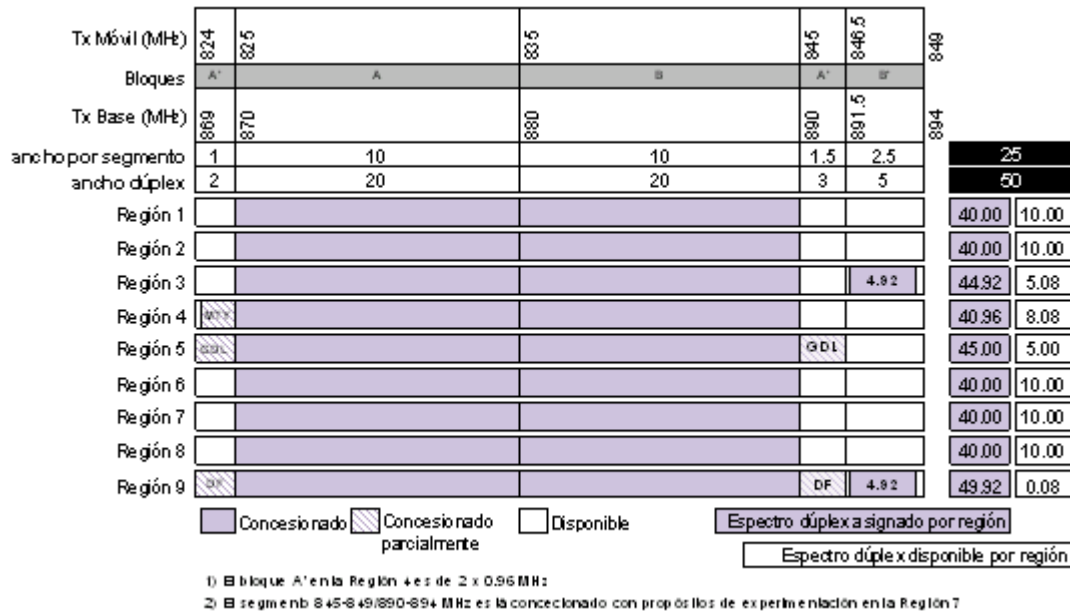 Tx Móvil (MHz) 824 825 835 845 846.5 849
Bloques A' A B A' B'
Tx Base (MHz) 869 870 880 890 891.5 894
ancho por segmento 1 10 10 1.5 2.5 25
ancho dúplex 2 20 20 3 5 50
Región 1 40.00 10.00
Región 2 40.00 10.00
Región 3 4.92 44.92 5.08
Región 4 MTY 40.96 8.08
Región 5 GDL GDL 45.00 5.00
Región 6 40.00 10.00
Región 7 40.00 10.00
Región 8 40.00 10.00
Región 9 DF DF 4.92 49.92 0.08
Concesionado Concesionado parcialmente Disponible Espectro dúplex asignado por región
Espectro dúplex disponible por región
1) El bloque A' en la Región 4 es de 2 x 0.96 MHz
2) El segmento 845-849/890-894 MHz está concecionado con propósitos de experimentación en la Región 7